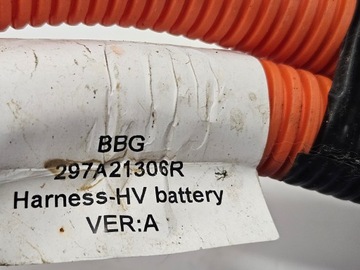 BBG
297A21306R
Harness-HV battery
VER:A